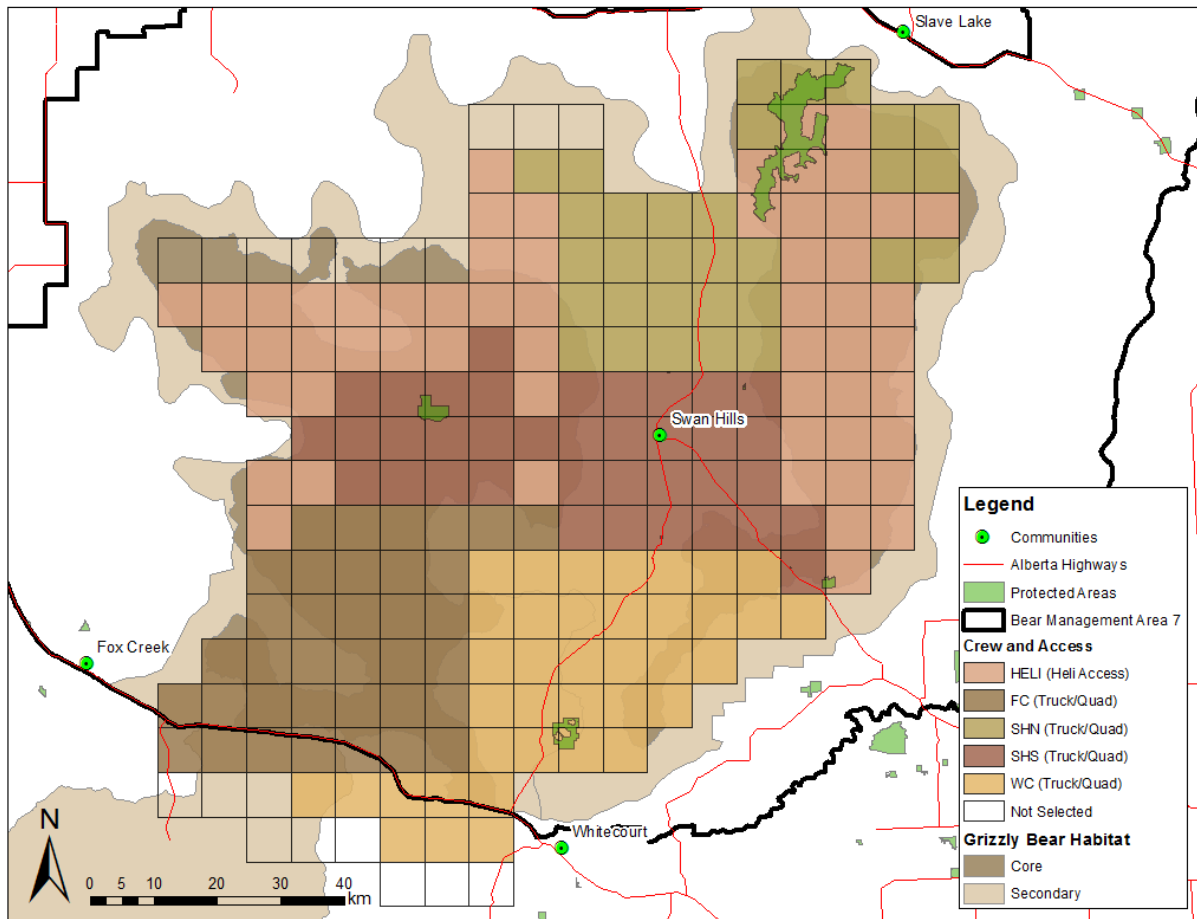 Slave Lake
Swan Hills
Fox Creek
Whitecourt
N
0 5 10 20 30 40
km
Legend
Communities
Alberta Highways
Protected Areas
Bear Management Area 7
Crew and Access
HELI (Heli Access)
FC (Truck/Quad)
SHN (Truck/Quad)
SHS (Truck/Quad)
WC (Truck/Quad)
Not Selected
Grizzly Bear Habitat
Core
Secondary